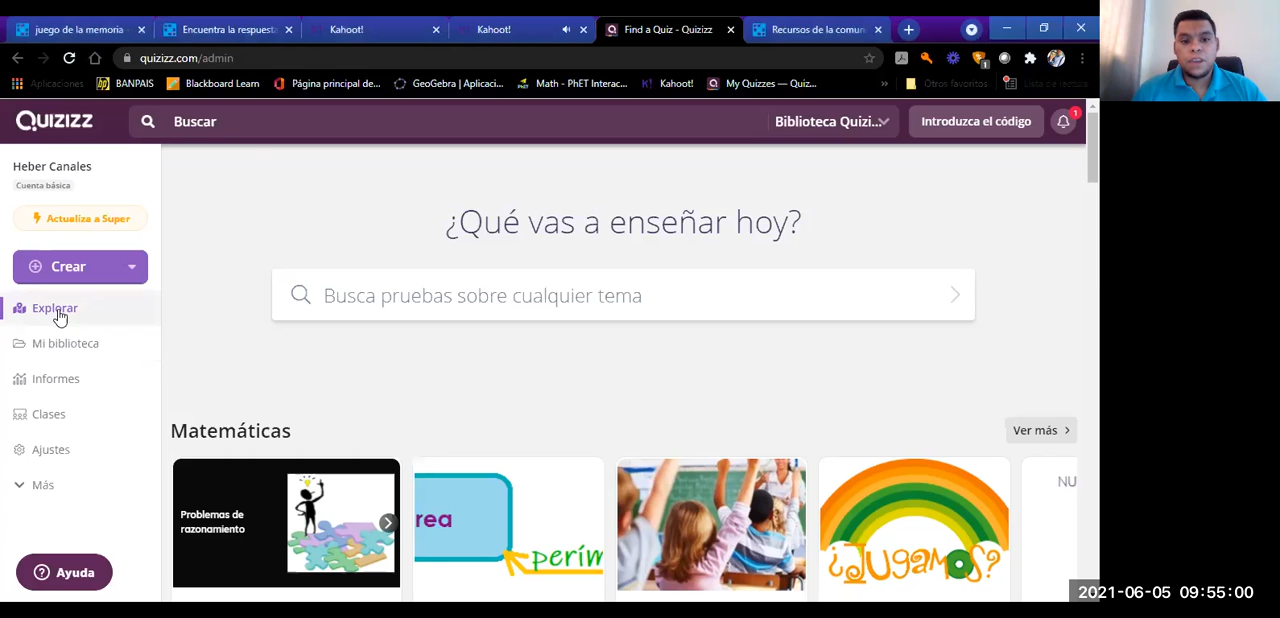 juego de la memoria - Encuentra la respuesta Kahoot! Kahoot! Find a Quiz - Quizizz Recursos de la comun
quizizz.com/admin
Aplicaciones BANPAIS Blackboard Learn Página principal de... GeoGebra | Aplicaci... Math - PhET Interac... Kahoot! My Quizzes — Quiz... » Otros favoritos Lista de lectura
QUIZIZZ Buscar Biblioteca Quizi... Introduzca el código 1
Heber Canales
Cuenta básica
Actualiza a Super
Crear
Explorar
Mi biblioteca
Informes
Clases
Ajustes
Más
Ayuda
¿Qué vas a enseñar hoy?
Busca pruebas sobre cualquier tema
Matemáticas Ver más
Problemas de
razonamiento
rea
perím
¿Jugamos?
NU
2021-06-05 09:55:00